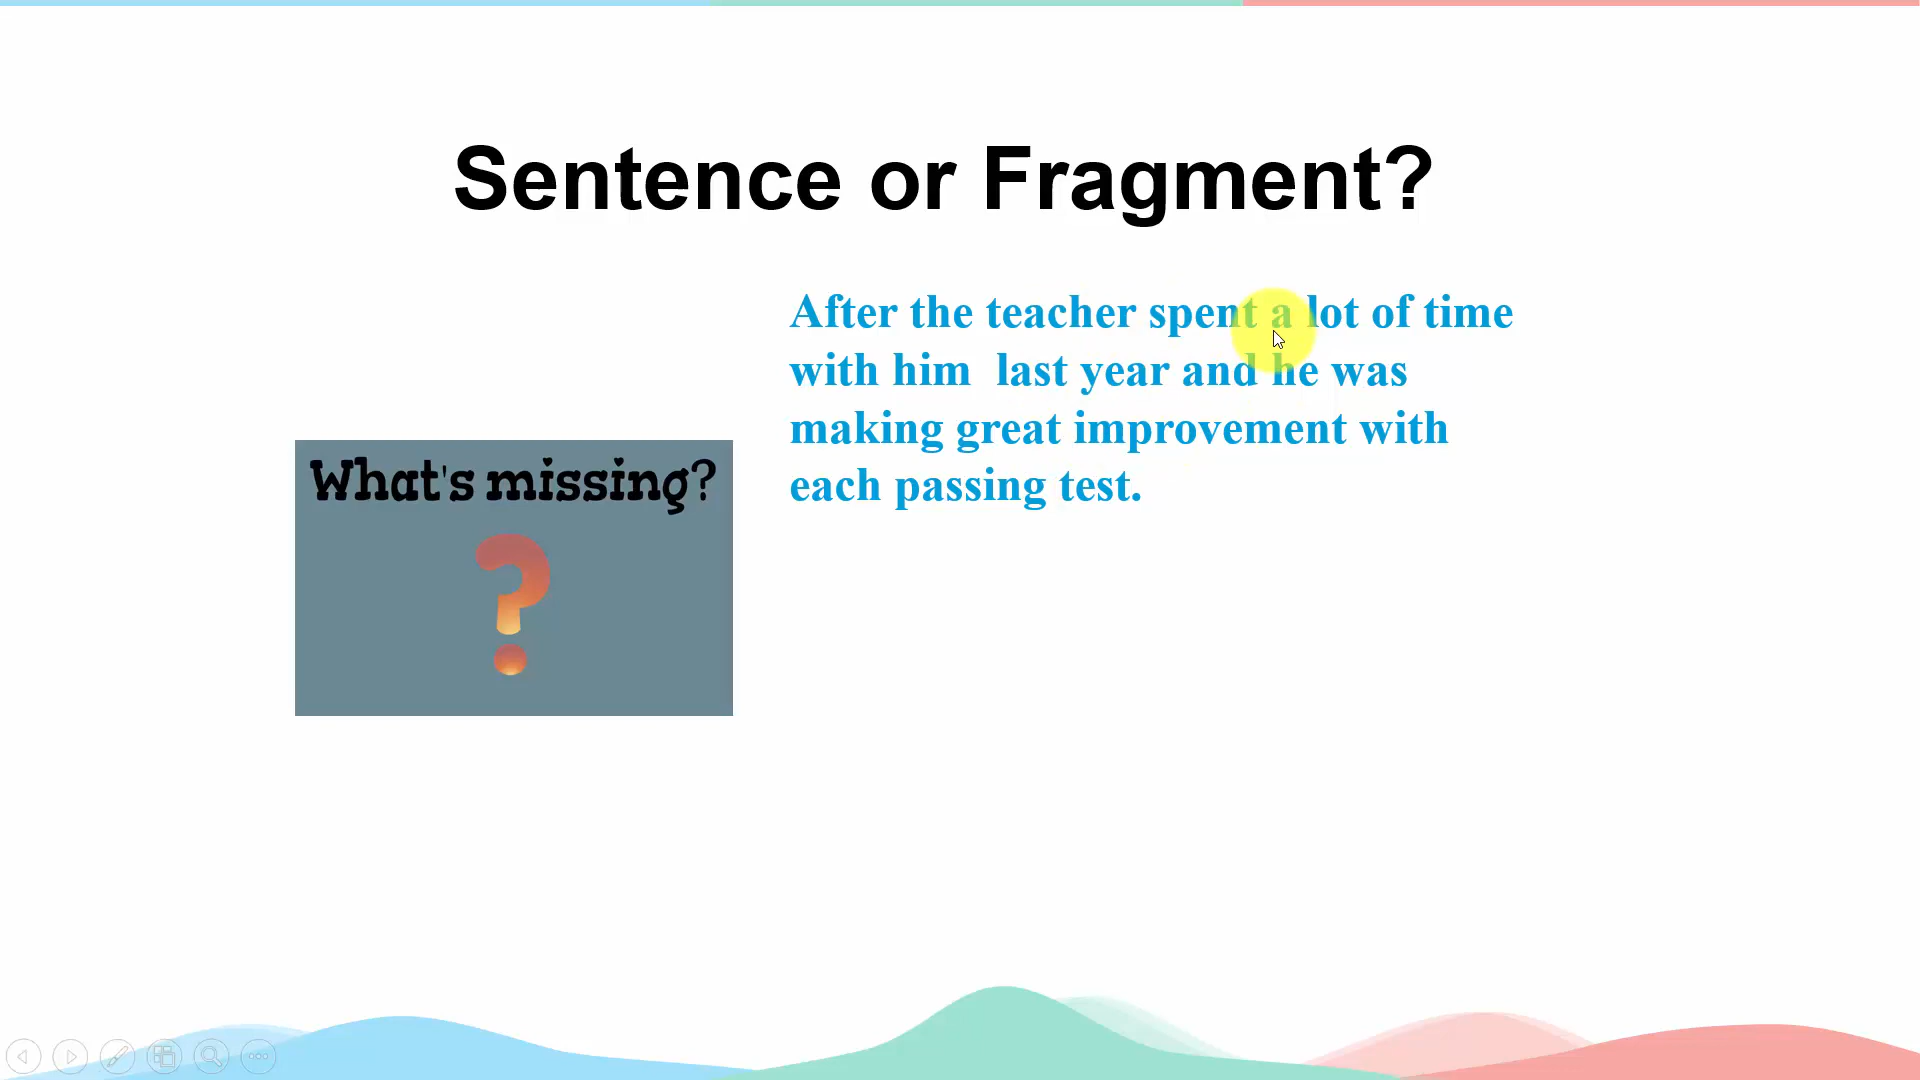 Sentence or Fragment?
After the teacher spent a lot of time
with him  last year and he was
making great improvement with
each passing test.
What's missing?
?